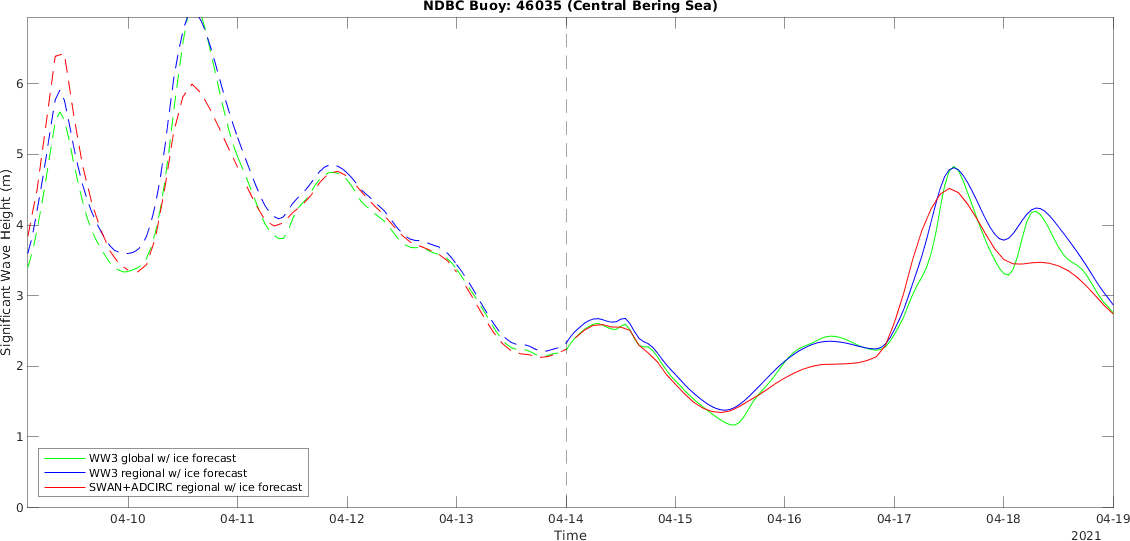 NDBC Buoy: 46035 (Central Bering Sea)
Significant Wave Height (m)
6
5
4
3
2
1
0
WW3 global w/ ice forecast
WW3 regional w/ ice forecast
SWAN+ADCIRC regional w/ ice forecast
04-10 04-11 04-12 04-13 04-14 04-15 04-16 04-17 04-18 04-19
Time
2021